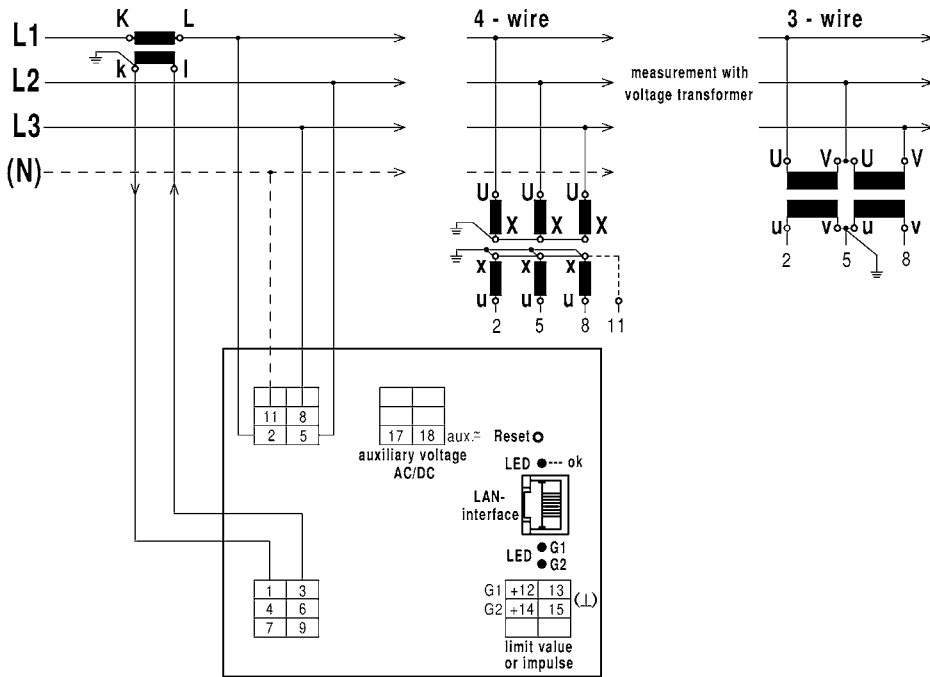 K L 4 - wire 3 - wire
L1
k l
L2 measurement with
voltage transformer
L3
U V U V
(N)
U U U
X X X
u v u v
2 5 8
x x x
u u u
2 5 8 11
11 8
2 5 17 18 aux.≂ Reset
auxiliary voltage
AC/DC
LED ok
LAN-
interface
LED G1
G2
1 3 G1 +12 13 (⊥)
4 6 G2 +14 15
7 9
limit value
or impulse